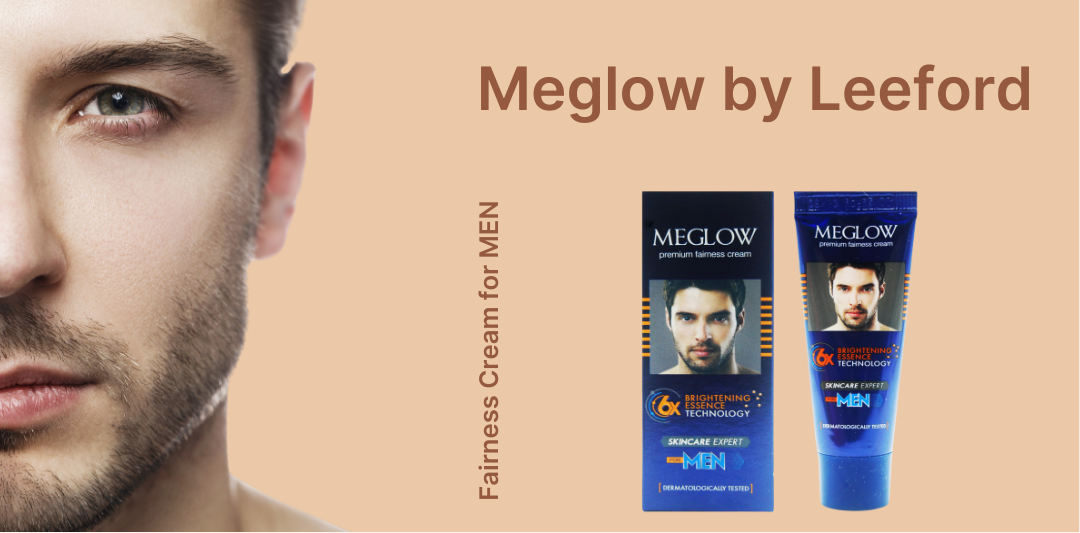 Meglow by Leeford
Fairness Cream for MEN
MEGLOW
premium fairness cream
6x
BRIGHTENING
ESSENCE
TECHNOLOGY
SKINCARE EXPERT
FOR
MEN
[DERMATOLOGICALLY TESTED]
MEGLOW
premium fairness cream
6x
BRIGHTENING
ESSENCE
TECHNOLOGY
SKINCARE EXPERT
MEN
[DERMATOLOGICALLY TESTED]